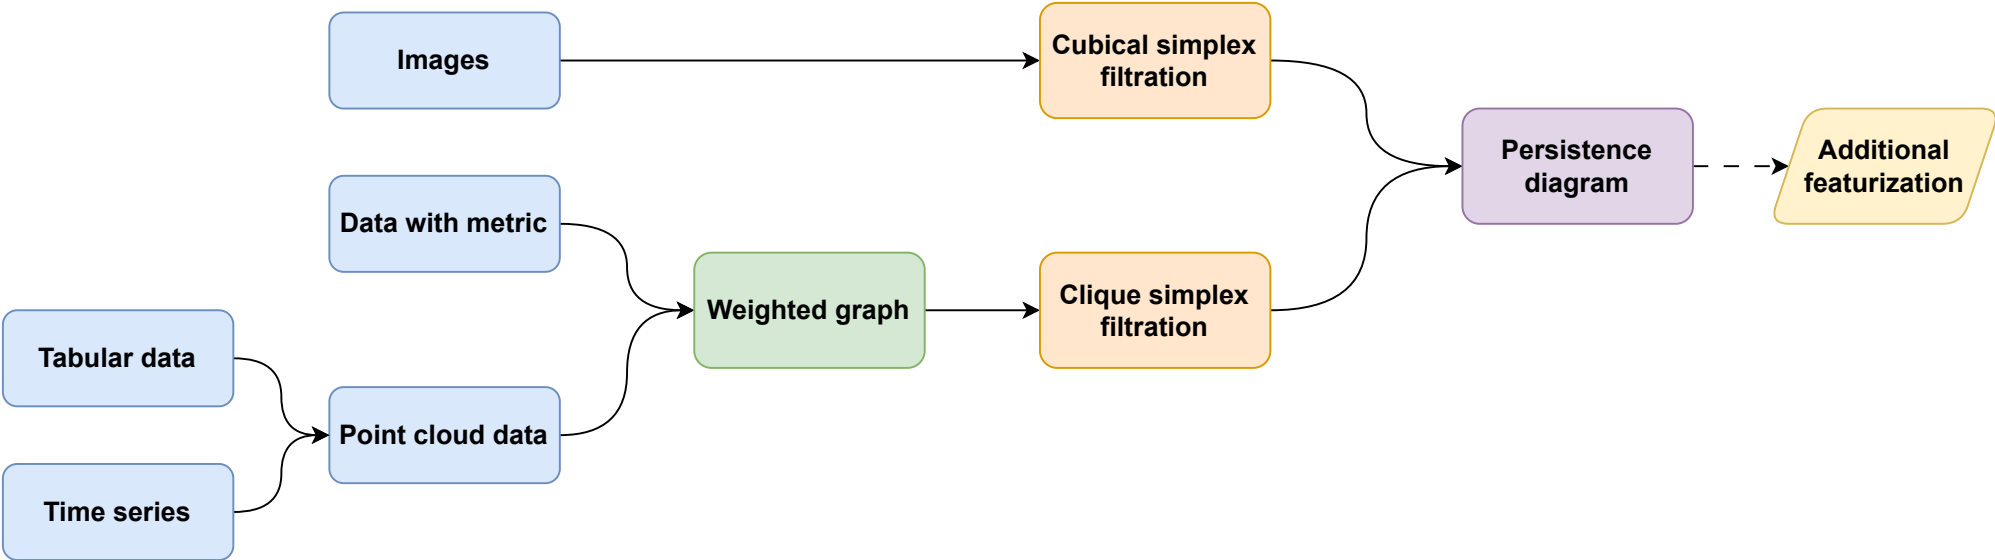 Images
Cubical simplex
filtration
Persistence
diagram
Additional
featurization
Data with metric
Weighted graph
Clique simplex
filtration
Tabular data
Point cloud data
Time series